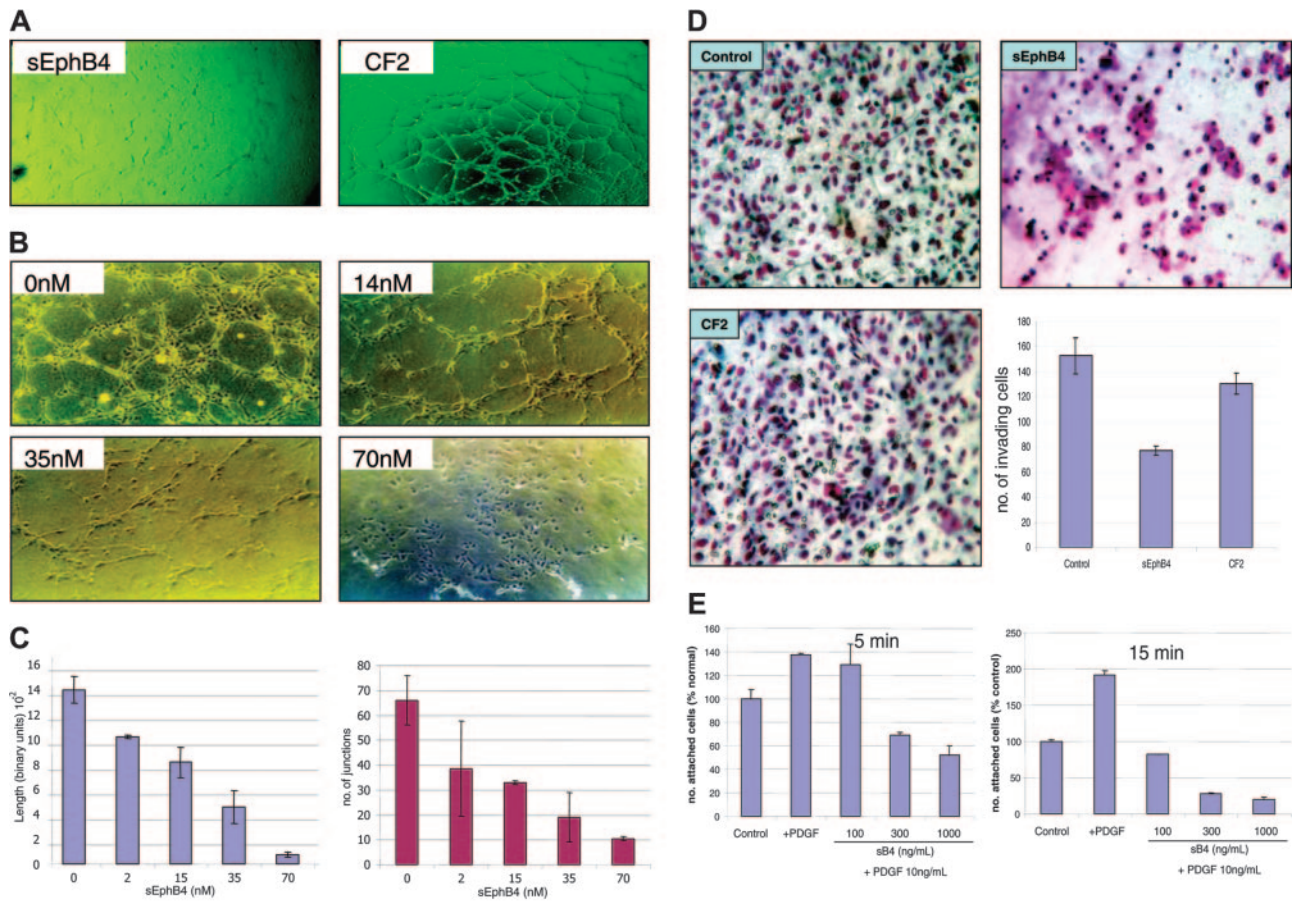 A
sEphB4
CF2
B
0nM
14nM
35nM
70nM
C
Length (binary units) 10⁻²
16
14
12
10
8
6
4
2
0
0
2
15
35
70
sEphB4 (nM)
no. of junctions
80
70
60
50
40
30
20
10
0
0
2
15
35
70
sEphB4 (nM)
D
Control
sEphB4
CF2
no. of invading cells
180
160
140
120
100
80
60
40
20
0
Control
sEphB4
CF2
E
5 min
no. attached cells (% normal)
160
140
120
100
80
60
40
20
0
Control
+PDGF
100
300
1000
sB4 (ng/mL)
+ PDGF 10ng/mL
15 min
no. attached cells (% control)
250
200
150
100
50
0
Control
+PDGF
100
300
1000
sB4 (ng/mL)
+ PDGF 10ng/mL